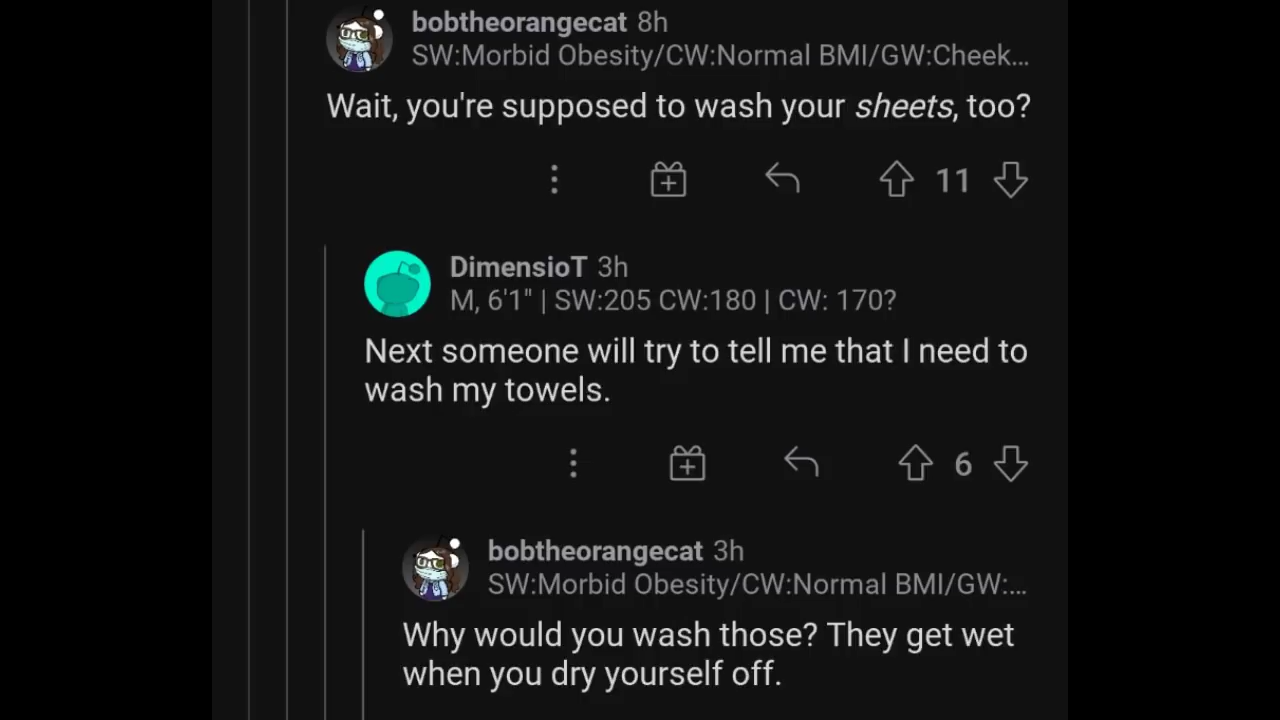 bobtheorangecat 8h
SW:Morbid Obesity/CW:Normal BMI/GW:Cheek...
Wait, you're supposed to wash your sheets, too?
11
DimensioT 3h
M, 6'1" | SW:205 CW:180 | CW: 170?
Next someone will try to tell me that I need to
wash my towels.
6
bobtheorangecat 3h
SW:Morbid Obesity/CW:Normal BMI/GW:...
Why would you wash those? They get wet
when you dry yourself off.